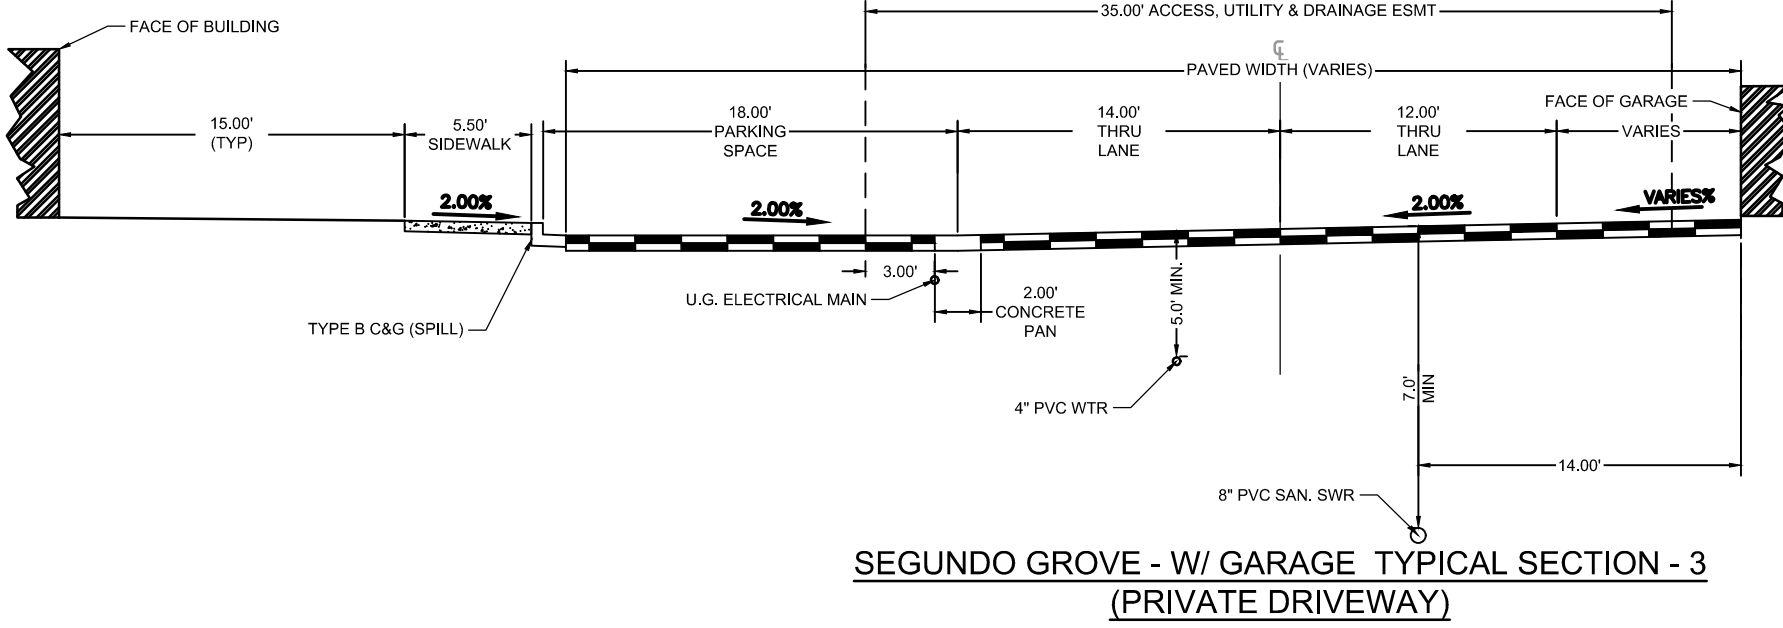 35.00' ACCESS, UTILITY & DRAINAGE ESMT
FACE OF BUILDING
℄
PAVED WIDTH (VARIES)
FACE OF GARAGE
15.00'
(TYP)
5.50'
SIDEWALK
18.00'
PARKING
SPACE
14.00'
THRU
LANE
12.00'
THRU
LANE
VARIES
2.00%
2.00%
2.00%
VARIES%
3.00'
U.G. ELECTRICAL MAIN
2.00'
CONCRETE
PAN
5.0' MIN.
TYPE B C&G (SPILL)
4" PVC WTR
7.0'
MIN
14.00'
8" PVC SAN. SWR
SEGUNDO GROVE - W/ GARAGE TYPICAL SECTION - 3
(PRIVATE DRIVEWAY)